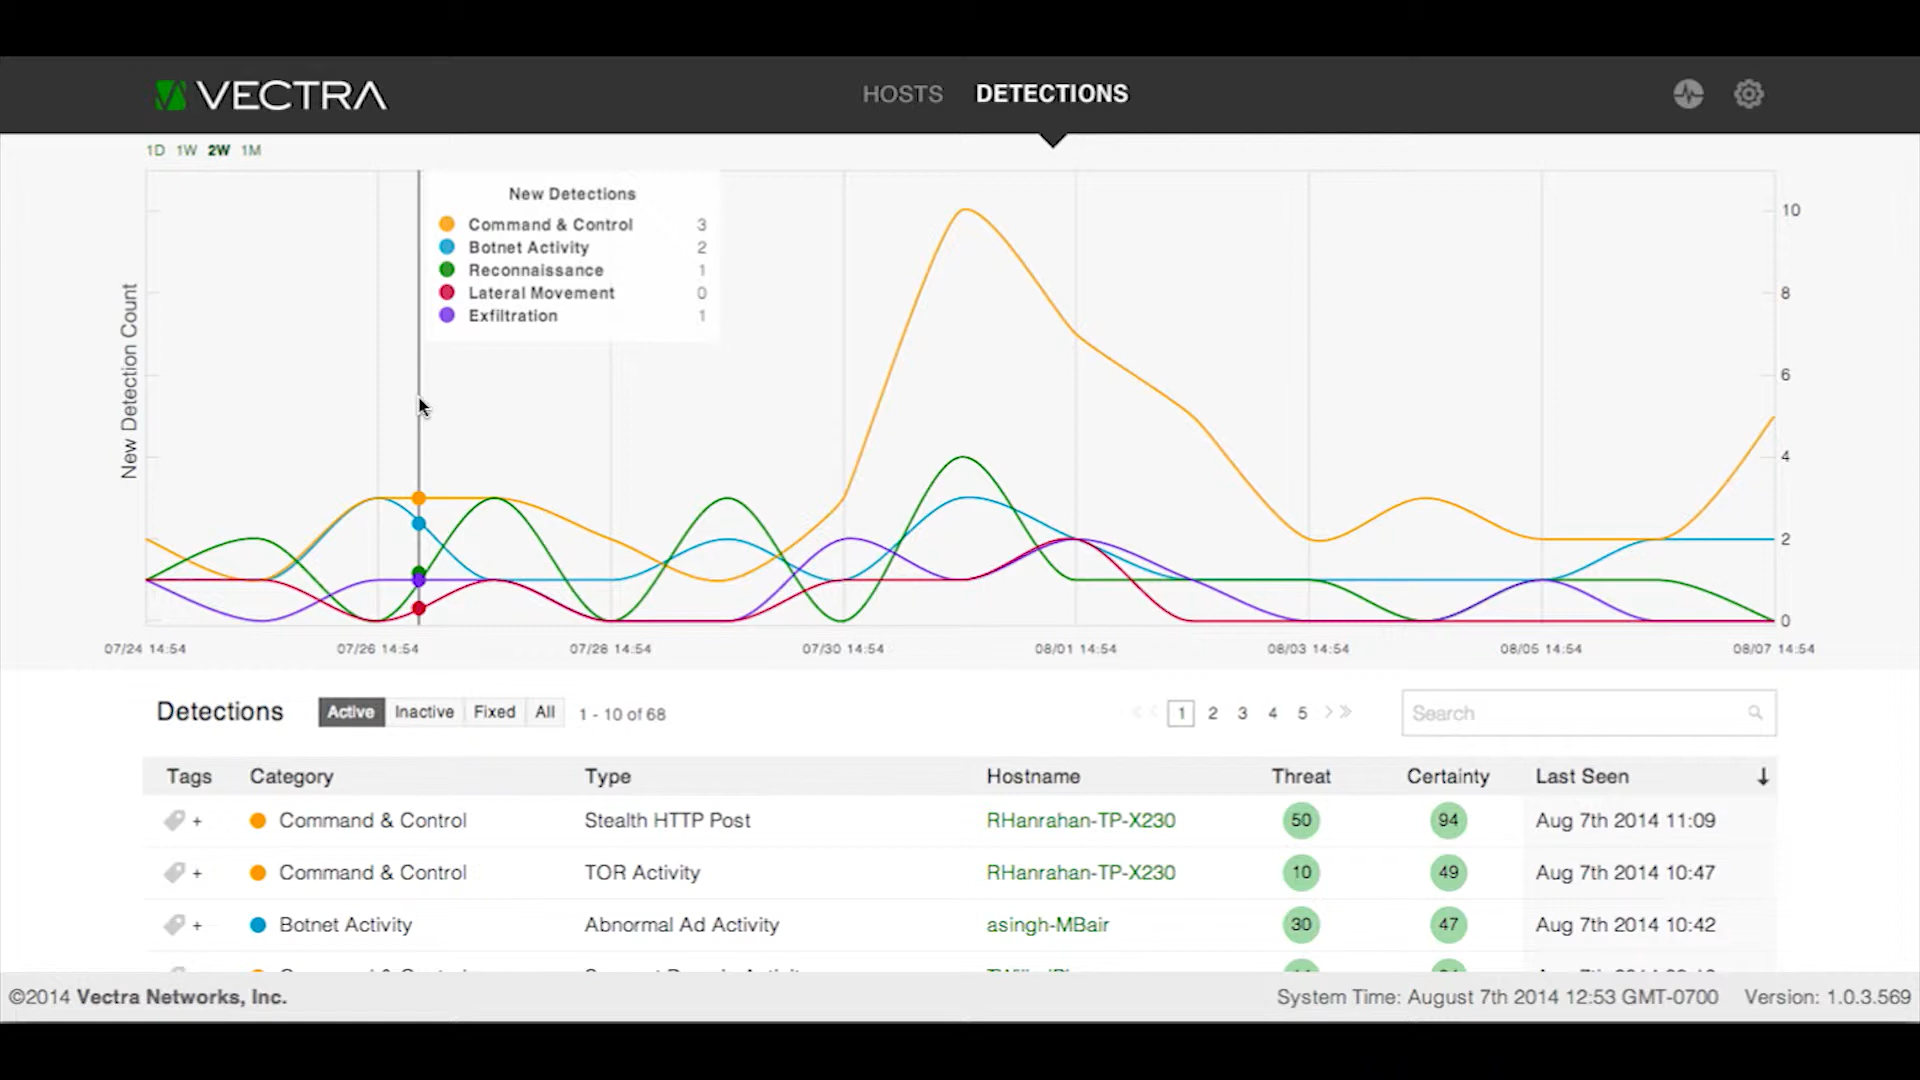 VECTRA
HOSTS DETECTIONS
1D 1W 2W 1M
New Detections
Command & Control 3
Botnet Activity 2
Reconnaissance 1
Lateral Movement 0
Exfiltration 1
New Detection Count
10
8
6
4
2
0
07/24 14:54 07/26 14:54 07/28 14:54 07/30 14:54 08/01 14:54 08/03 14:54 08/05 14:54 08/07 14:54
Detections Active Inactive Fixed All 1 - 10 of 68 « ‹ 1 2 3 4 5 › » Search
Tags Category Type Hostname Threat Certainty Last Seen ↓
+ Command & Control Stealth HTTP Post RHanrahan-TP-X230 50 94 Aug 7th 2014 11:09
+ Command & Control TOR Activity RHanrahan-TP-X230 10 49 Aug 7th 2014 10:47
+ Botnet Activity Abnormal Ad Activity asingh-MBair 30 47 Aug 7th 2014 10:42
©2014 Vectra Networks, Inc. System Time: August 7th 2014 12:53 GMT-0700 Version: 1.0.3.569